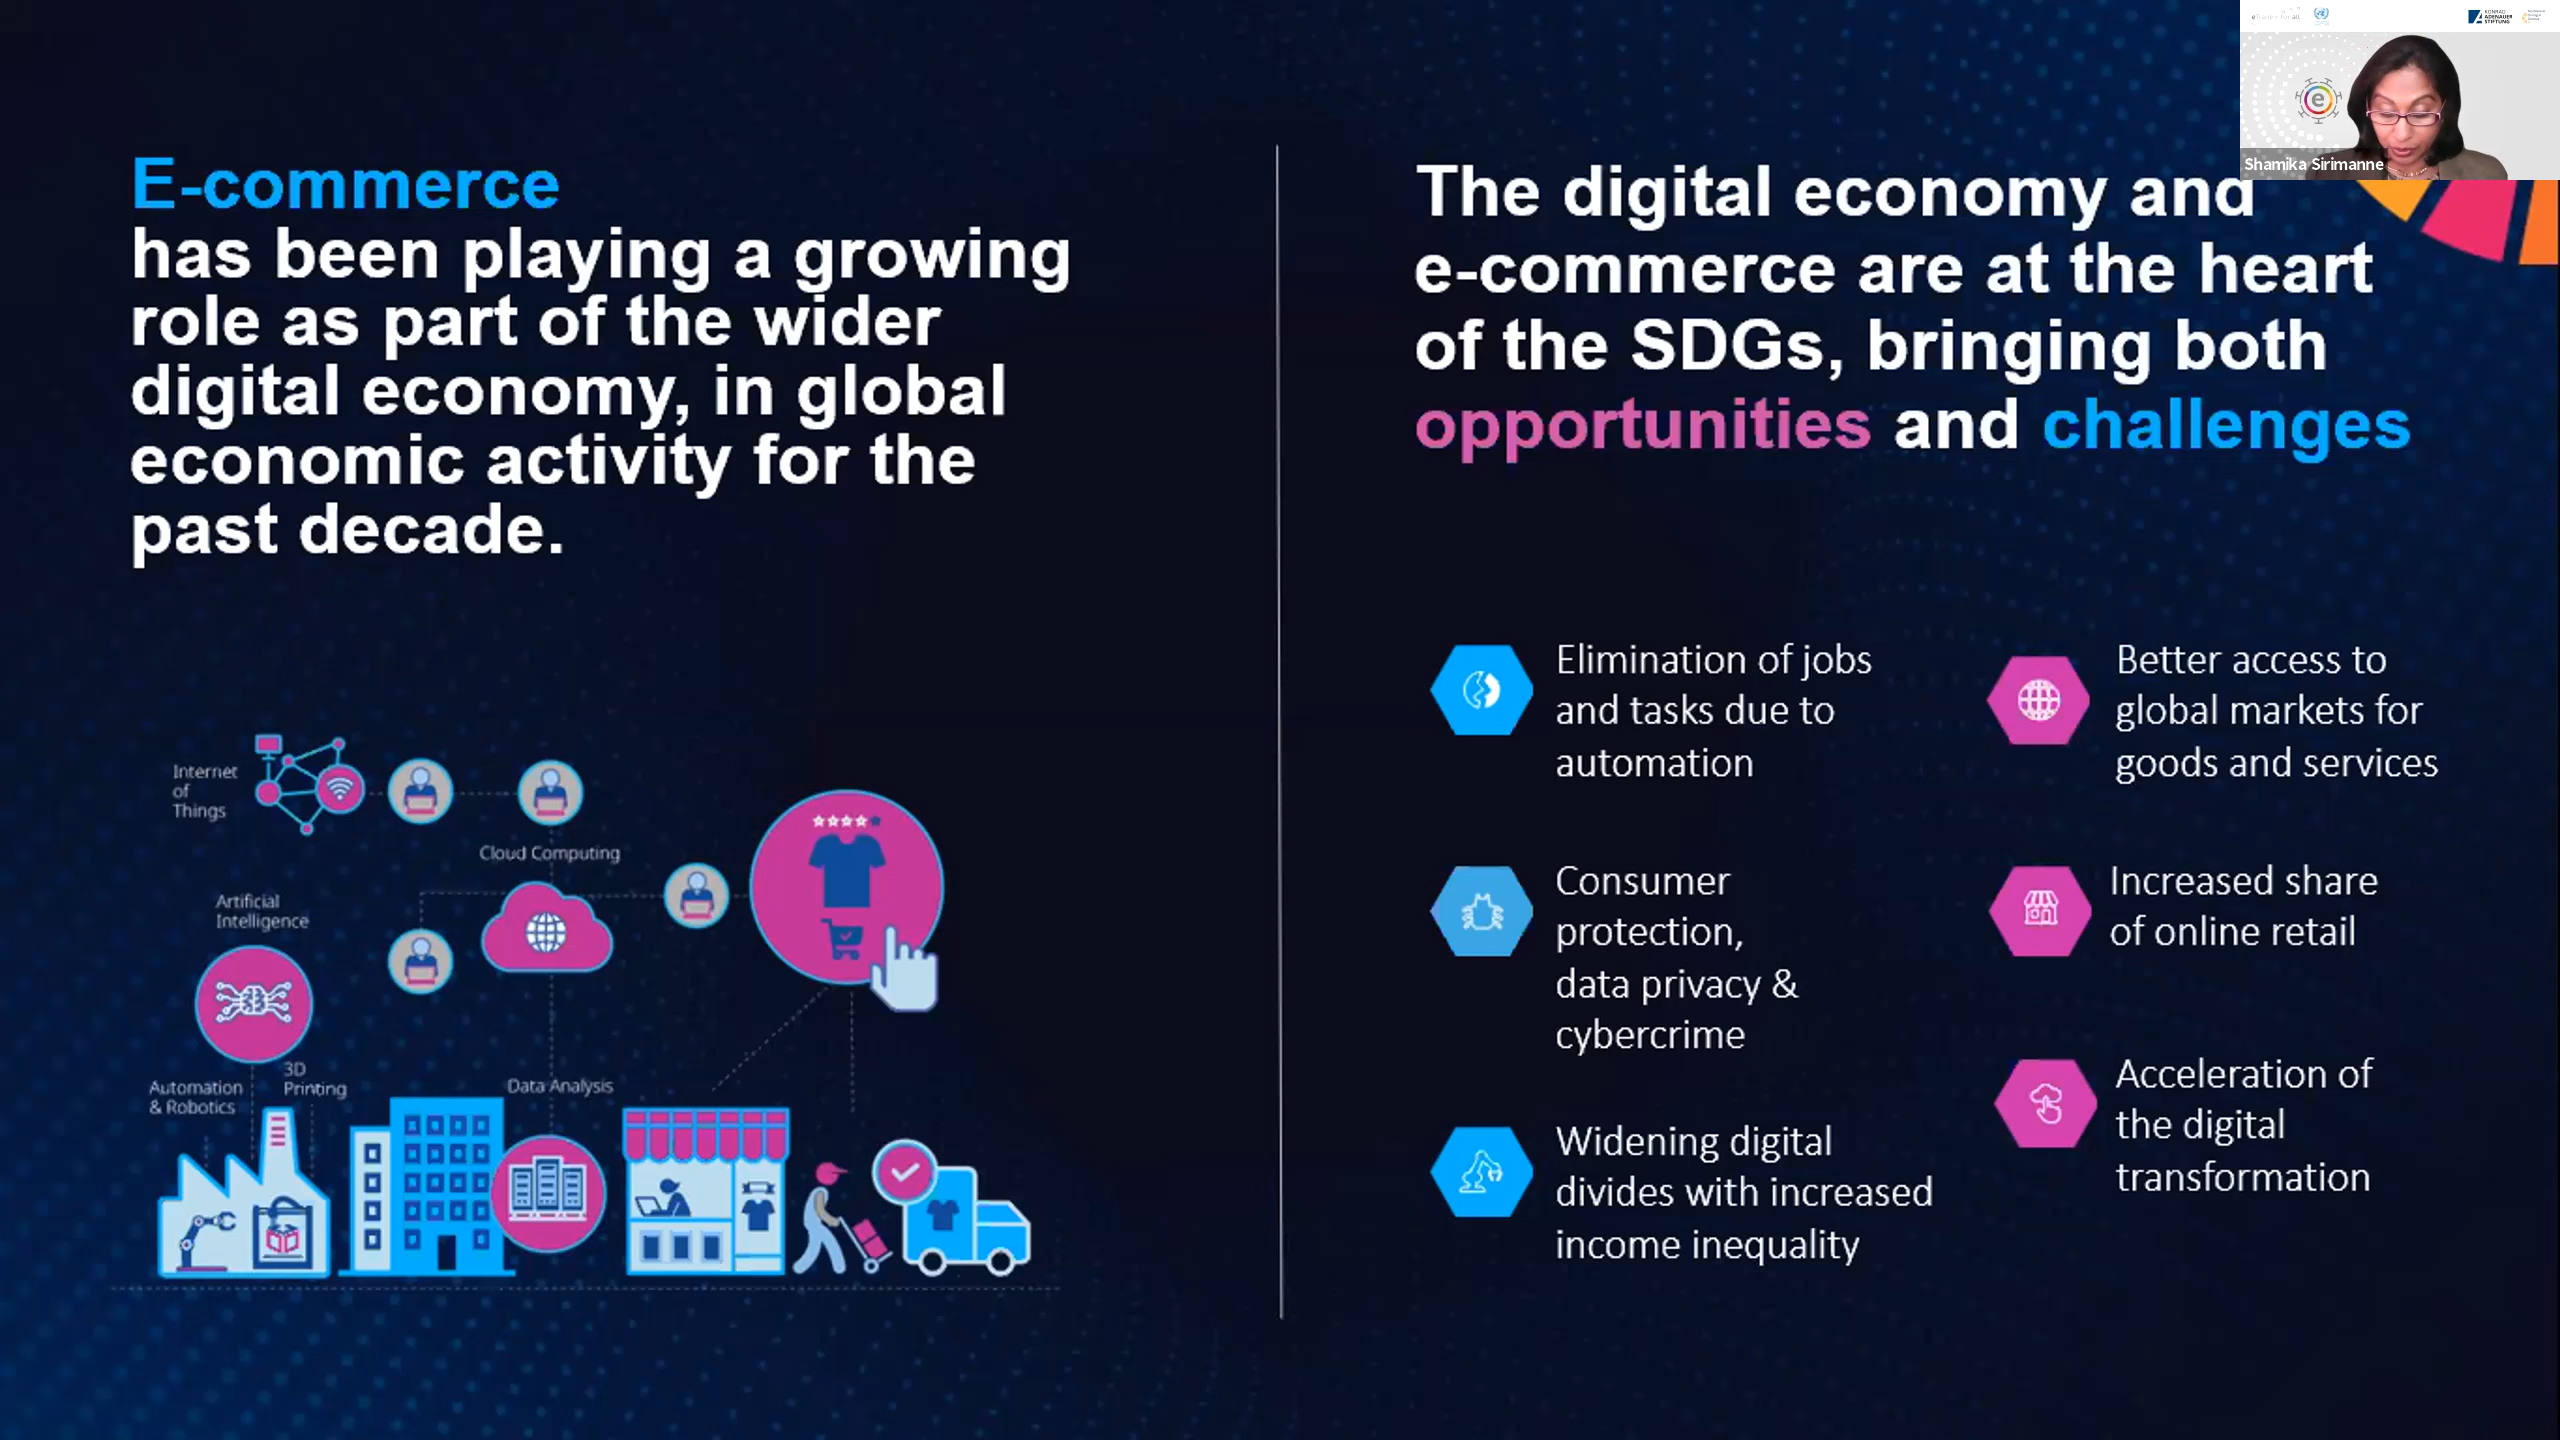 E-commerce
has been playing a growing
role as part of the wider
digital economy, in global
economic activity for the
past decade.
Internet
of
Things
Cloud Computing
Artificial
Intelligence
3D
Printing
Automation
& Robotics
Data Analysis
The digital economy and
e-commerce are at the heart
of the SDGs, bringing both
opportunities and challenges
Elimination of jobs
and tasks due to
automation
Consumer
protection,
data privacy &
cybercrime
Widening digital
divides with increased
income inequality
Better access to
global markets for
goods and services
Increased share
of online retail
Acceleration of
the digital
transformation
KONRAD
ADENAUER
STIFTUNG
e
Shamika Sirimanne